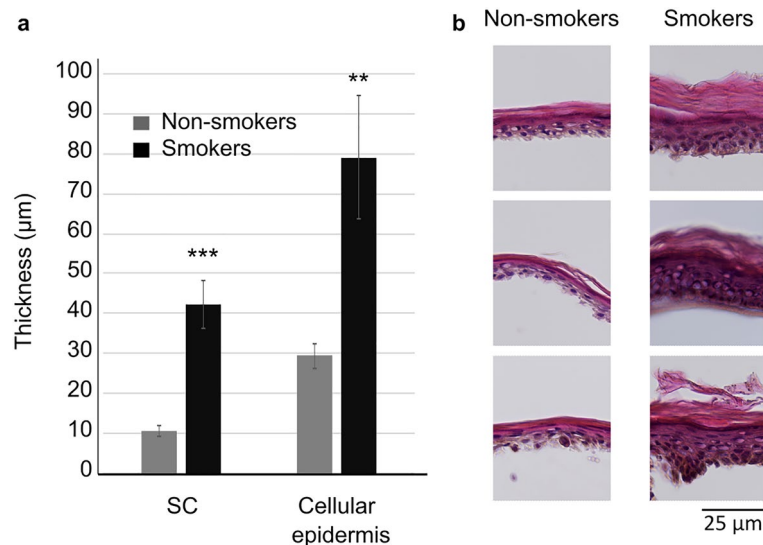 a
100
90
80
70
60
50
40
30
20
10
0
Thickness (µm)
Non-smokers
Smokers
***
**
SC
Cellular
epidermis
b
Non-smokers
Smokers
25 µm